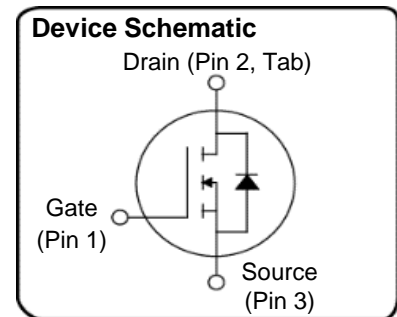 Device Schematic
Drain (Pin 2, Tab)
Gate
(Pin 1)
Source
(Pin 3)